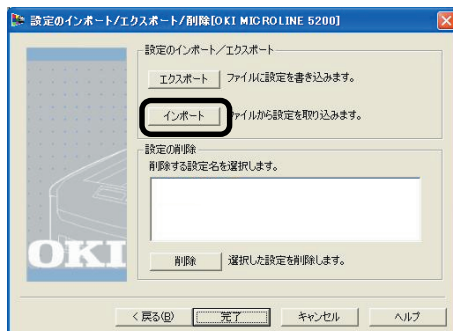 設定のインポート/エクスポート/削除[OKI MICROLINE 5200]
設定のインポート/エクスポート
エクスポート ファイルに設定を書き込みます。
インポート ファイルから設定を取り込みます。
設定の削除
削除する設定名を選択します。
OKI
削除 選択した設定を削除します。
< 戻る(B) 完了 キャンセル ヘルプ